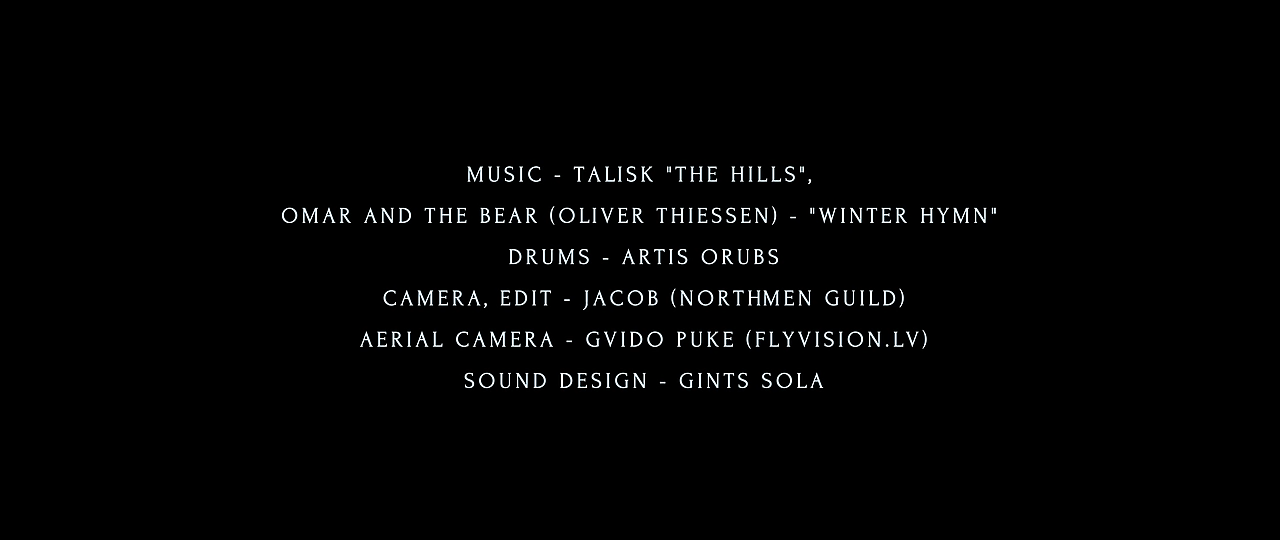 MUSIC - TALISK "THE HILLS",
OMAR AND THE BEAR (OLIVER THIESSEN) - "WINTER HYMN"
DRUMS - ARTIS ORUBS
CAMERA, EDIT - JACOB (NORTHMEN GUILD)
AERIAL CAMERA - GVIDO PUKE (FLYVISION.LV)
SOUND DESIGN - GINTS SOLA